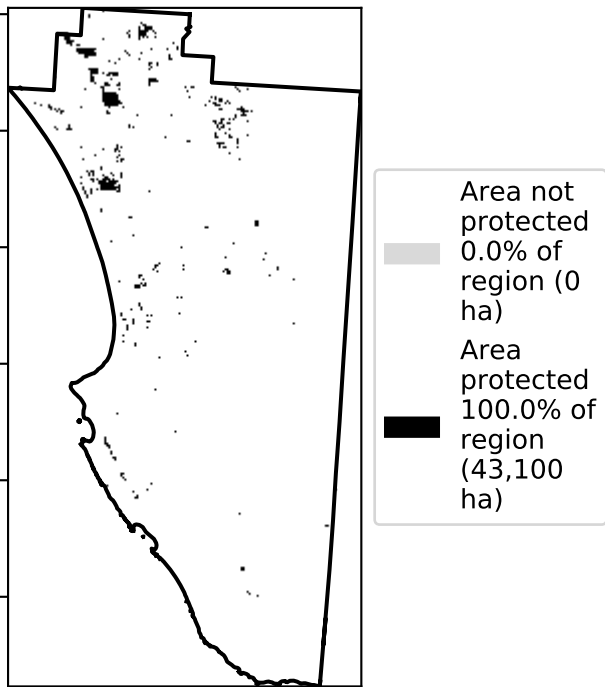 Area not
protected
0.0% of
region (0
ha)
Area
protected
100.0% of
region
(43,100
ha)